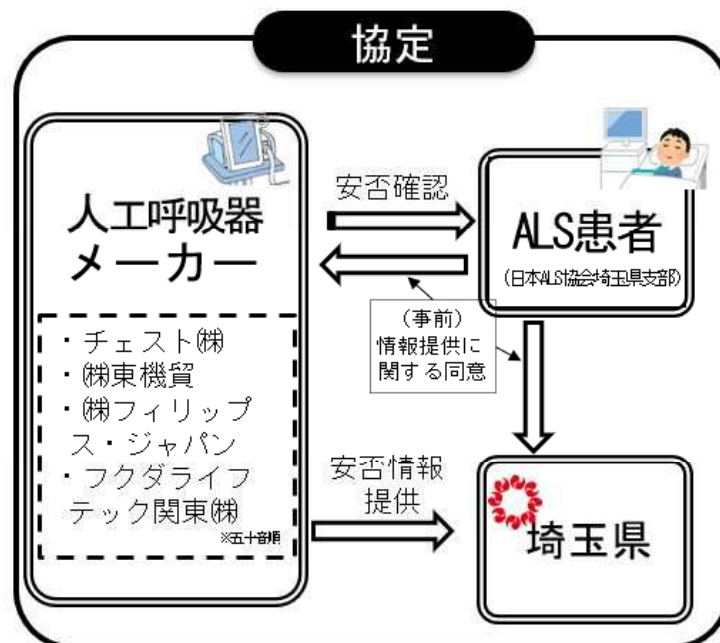 協定
人工呼吸器
メーカー
・チェスト㈱
・㈱東機貿
・㈱フィリップ
ス・ジャパン
・フクダライフ
テック関東㈱
※五十音順
安否確認
ALS患者
(日本ALS協会埼玉県支部)
(事前)
情報提供に
関する同意
安否情報
提供
埼玉県